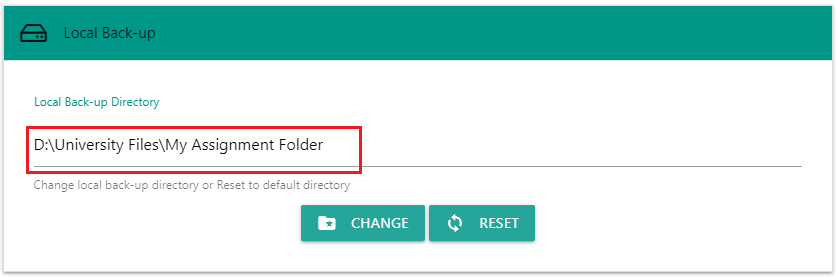 Local Back-up
Local Back-up Directory
D:\University Files\My Assignment Folder
Change local back-up directory or Reset to default directory
CHANGE RESET